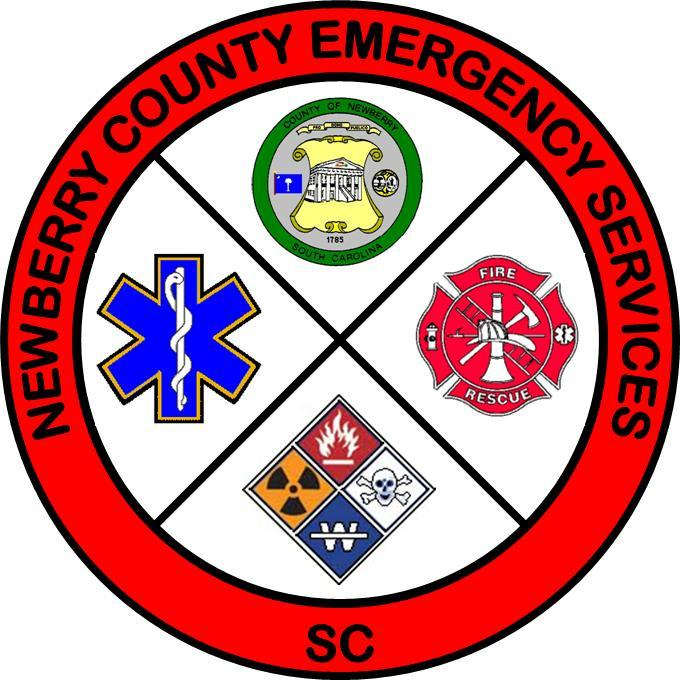 NEWBERRY COUNTY EMERGENCY SERVICES
COUNTY OF NEWBERRY
PRO BONO PUBLICO
1785
SOUTH CAROLINA
FIRE
RESCUE
W
SC